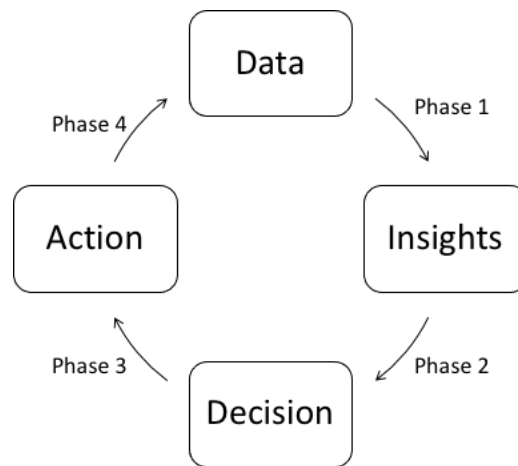 Data
Phase 4
Phase 1
Action
Insights
Phase 3
Phase 2
Decision